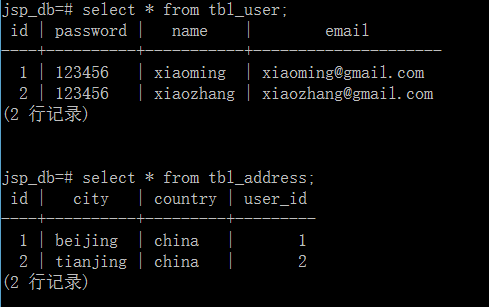 jsp_db=# select * from tbl_user;
 id | password |   name    |        email
----+----------+-----------+---------------------
  1 | 123456   | xiaoming  | xiaoming@gmail.com
  2 | 123456   | xiaozhang | xiaozhang@gmail.com
(2 行记录)
jsp_db=# select * from tbl_address;
 id |   city   | country | user_id
----+----------+---------+---------
  1 | beijing  | china   |       1
  2 | tianjing | china   |       2
(2 行记录)